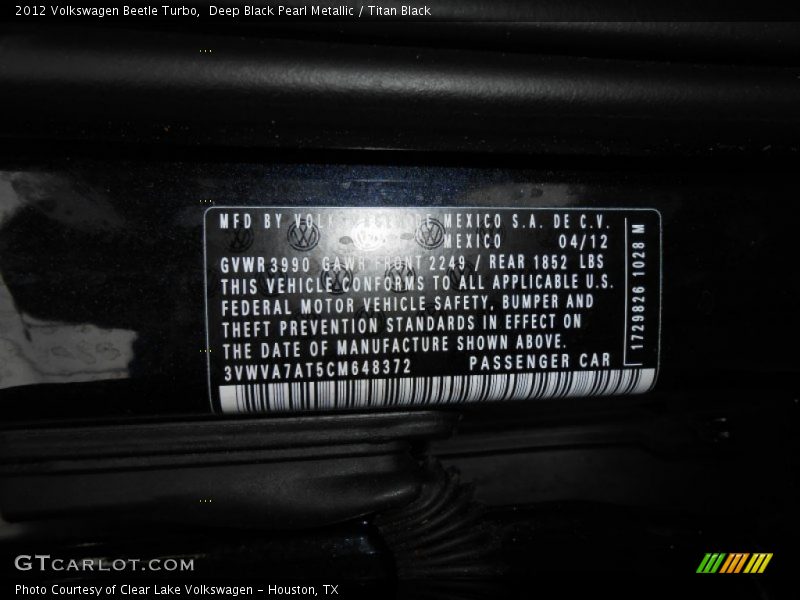 2012 Volkswagen Beetle Turbo,  Deep Black Pearl Metallic / Titan Black
MFD BY VOLK DE MEXICO S.A. DE C.V.
MEXICO 04/12
GVWR 3990 GAWR FRONT 2249 / REAR 1852 LBS
THIS VEHICLE CONFORMS TO ALL APPLICABLE U.S.
FEDERAL MOTOR VEHICLE SAFETY, BUMPER AND
THEFT PREVENTION STANDARDS IN EFFECT ON
THE DATE OF MANUFACTURE SHOWN ABOVE.
3VWVA7AT5CM648372 PASSENGER CAR
1729826 1028 M
GTCARLOT.COM
Photo Courtesy of Clear Lake Volkswagen – Houston, TX